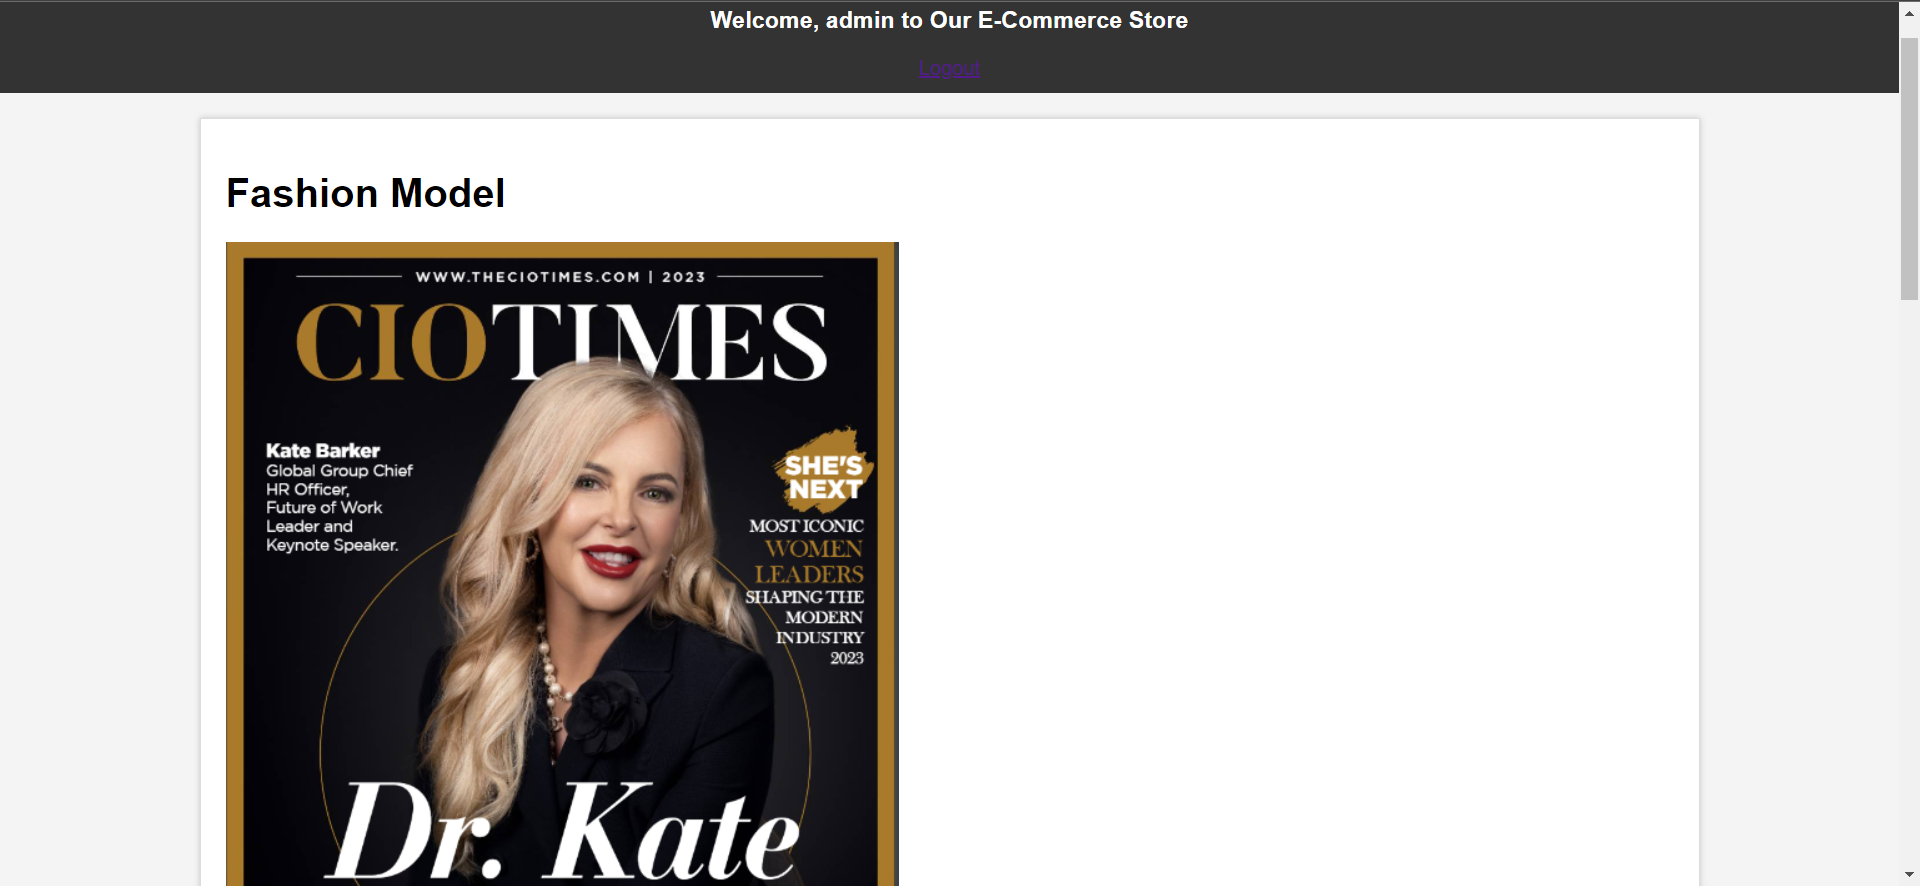 Welcome, admin to Our E-Commerce Store
Logout
Fashion Model
WWW.THECIOTIMES.COM | 2023
CIOTIMES
Kate Barker
Global Group Chief
HR Officer,
Future of Work
Leader and
Keynote Speaker.
SHE'S
NEXT
MOST ICONIC
WOMEN
LEADERS
SHAPING THE
MODERN
INDUSTRY
2023
Dr. Kate